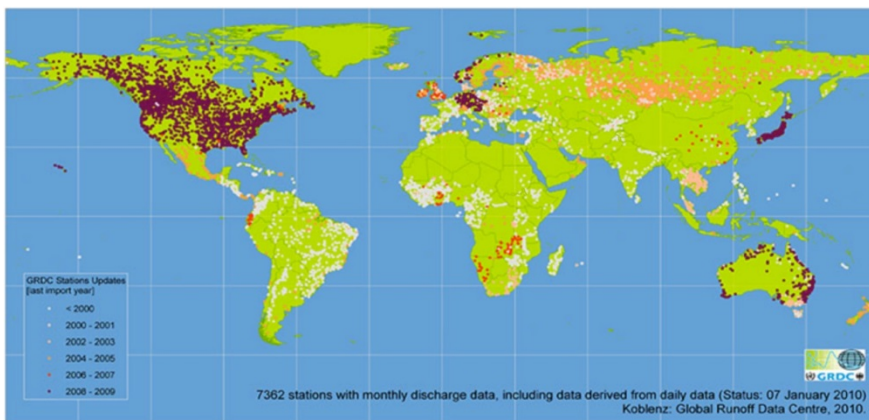 GRDC Stations Updates
[last import year]
< 2000
2000 - 2001
2002 - 2003
2004 - 2005
2006 - 2007
2008 - 2009
GRDC
7362 stations with monthly discharge data, including data derived from daily data (Status: 07 January 2010)
Koblenz: Global Runoff Data Centre, 2010.